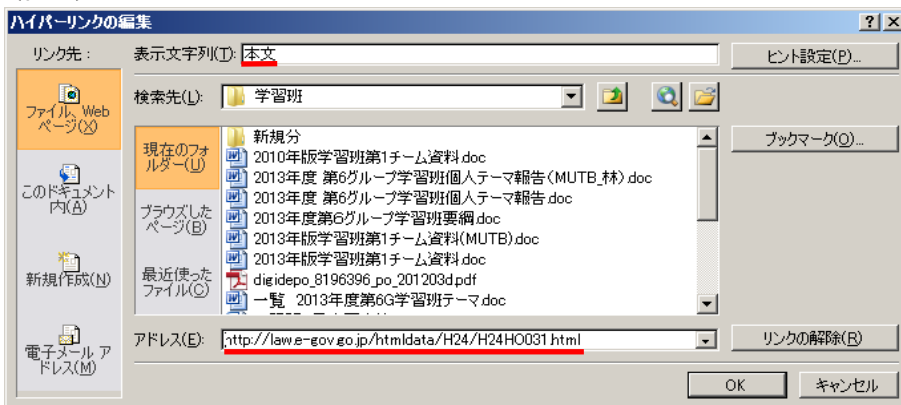 ハイパーリンクの編集
リンク先：
表示文字列(T): 本文
ヒント設定(P)...
ファイル、Web
ページ(X)
検索先(L): 学習班
このドキュメント
内(A)
新規作成(N)
電子メール ア
ドレス(M)
現在のフォ
ルダー(U)
ブラウズした
ページ(B)
最近使った
ファイル(C)
新規分
2010年版学習班第1チーム資料.doc
2013年度 第6グループ学習班個人テーマ報告(MUTB_林).doc
2013年度 第6グループ学習班個人テーマ報告.doc
2013年度第6グループ学習班要綱.doc
2013年版学習班第1チーム資料(MUTB).doc
2013年版学習班第1チーム資料.doc
digidepo_8196396_po_201203d.pdf
一覧 2013年度第6G学習班テーマ.doc
ブックマーク(O)...
アドレス(E): http://law.e-gov.go.jp/htmldata/H24/H24HO031.html
リンクの解除(R)
OK
キャンセル